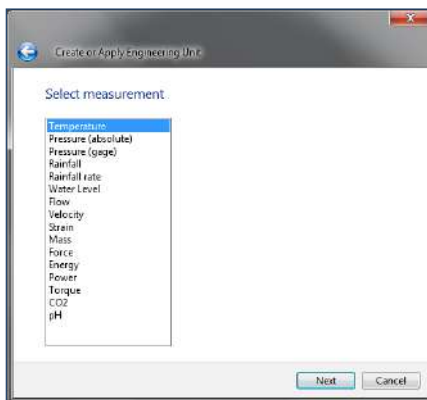 Create or Apply Engineering Unit
Select measurement
Temperature
Pressure (absolute)
Pressure (gage)
Rainfall
Rainfall rate
Water Level
Flow
Velocity
Strain
Mass
Force
Energy
Power
Torque
CO2
pH
Next
Cancel